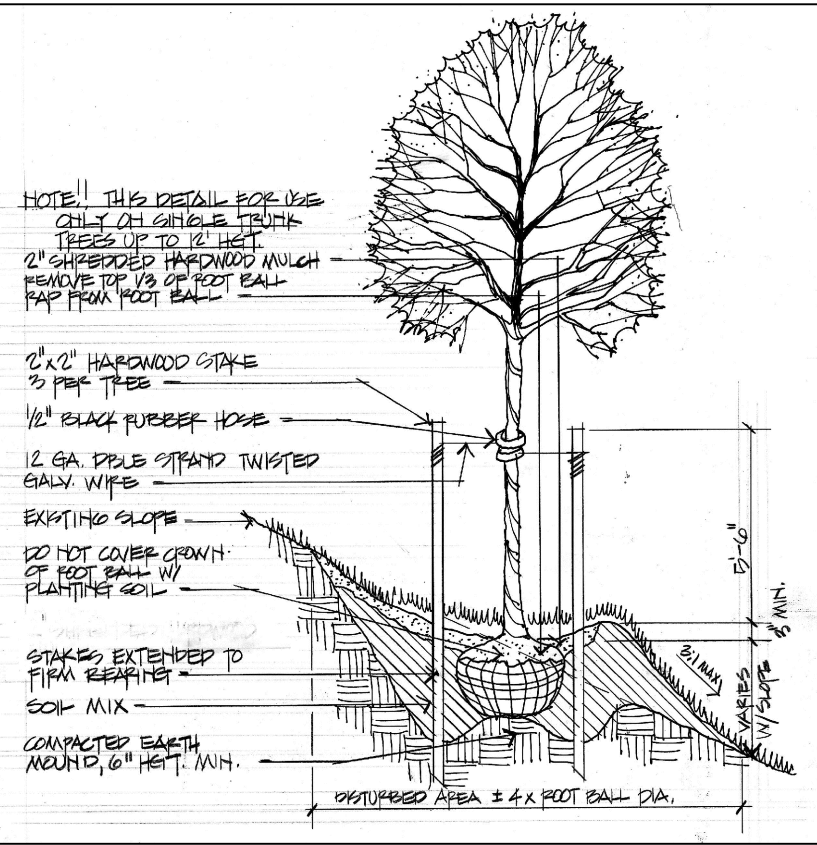 NOTE!! THIS DETAIL FOR USE
ONLY ON SINGLE TRUNK
TREES UP TO 12' HGT.
2" SHREDDED HARDWOOD MULCH
REMOVE TOP 1/3 OF ROOT BALL
RAP FROM ROOT BALL
2"x2" HARDWOOD STAKE
3 PER TREE
1/2" BLACK RUBBER HOSE
12 GA. DBLE STRAND TWISTED
GALV. WIRE
EXISTING SLOPE
DO NOT COVER CROWN
OF ROOT BALL W/
PLANTING SOIL
STAKES EXTENDED TO
FIRM BEARING
SOIL MIX
COMPACTED EARTH
MOUND, 6" HGT. MIN.
5'-6"
3" MIN.
3:1 MAX
VARIES
W/ SLOPE
DISTURBED AREA ± 4 x ROOT BALL DIA.